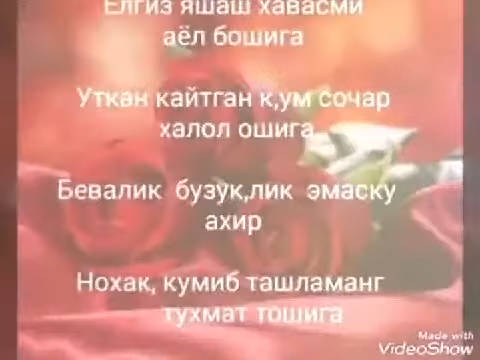 Ёлгиз яшаш хавасми
аёл бошига
Уткан кайтган к,ум сочар
халол ошига
Бевалик бузук,лик эмаску
ахир
Нохак, кумиб ташламанг
тухмат тошига
Made with
VideoShow